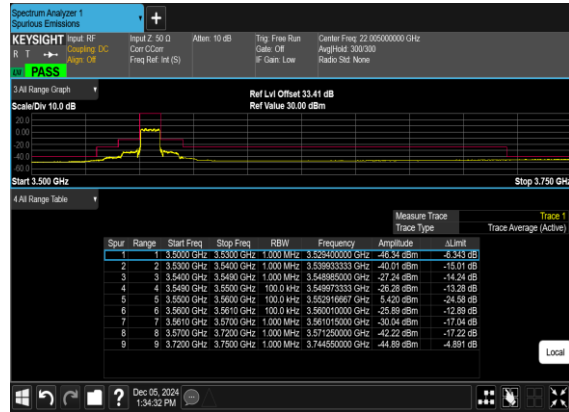 Spectrum Analyzer 1
Spurious Emissions
+
KEYSIGHT Input: RF Input Z: 50 Ω Atten: 10 dB Trig: Free Run Center Freq: 22.005000000 GHz
R T Coupling: DC Corr CCorr Gate: Off Avg|Hold: 300/300
Align: Off Freq Ref: Int (S) IF Gain: Low Radio Std: None
LW PASS
3 All Range Graph Ref Lvl Offset 33.41 dB
Scale/Div 10.0 dB Ref Value 30.00 dBm
20.0
0.00
-20.0
-40.0
-60.0
Start 3.500 GHz Stop 3.750 GHz
4 All Range Table
Measure Trace Trace 1
Trace Type Trace Average (Active)
Spur Range Start Freq Stop Freq RBW Frequency Amplitude ΔLimit
1 1 3.5000 GHz 3.5300 GHz 1.000 MHz 3.529400000 GHz -46.34 dBm -6.343 dB
2 2 3.5300 GHz 3.5400 GHz 1.000 MHz 3.539933333 GHz -40.01 dBm -15.01 dB
3 3 3.5400 GHz 3.5490 GHz 1.000 MHz 3.548985000 GHz -27.24 dBm -14.24 dB
4 4 3.5490 GHz 3.5500 GHz 100.0 kHz 3.549973333 GHz -26.28 dBm -13.28 dB
5 5 3.5500 GHz 3.5600 GHz 100.0 kHz 3.552916667 GHz 5.420 dBm -24.58 dB
6 6 3.5600 GHz 3.5610 GHz 100.0 kHz 3.560010000 GHz -25.89 dBm -12.89 dB
7 7 3.5610 GHz 3.5700 GHz 1.000 MHz 3.561015000 GHz -30.04 dBm -17.04 dB
8 8 3.5700 GHz 3.7200 GHz 1.000 MHz 3.571250000 GHz -42.22 dBm -17.22 dB
9 9 3.7200 GHz 3.7500 GHz 1.000 MHz 3.744550000 GHz -44.89 dBm -4.891 dB
Local
? Dec 05, 2024
1:34:32 PM